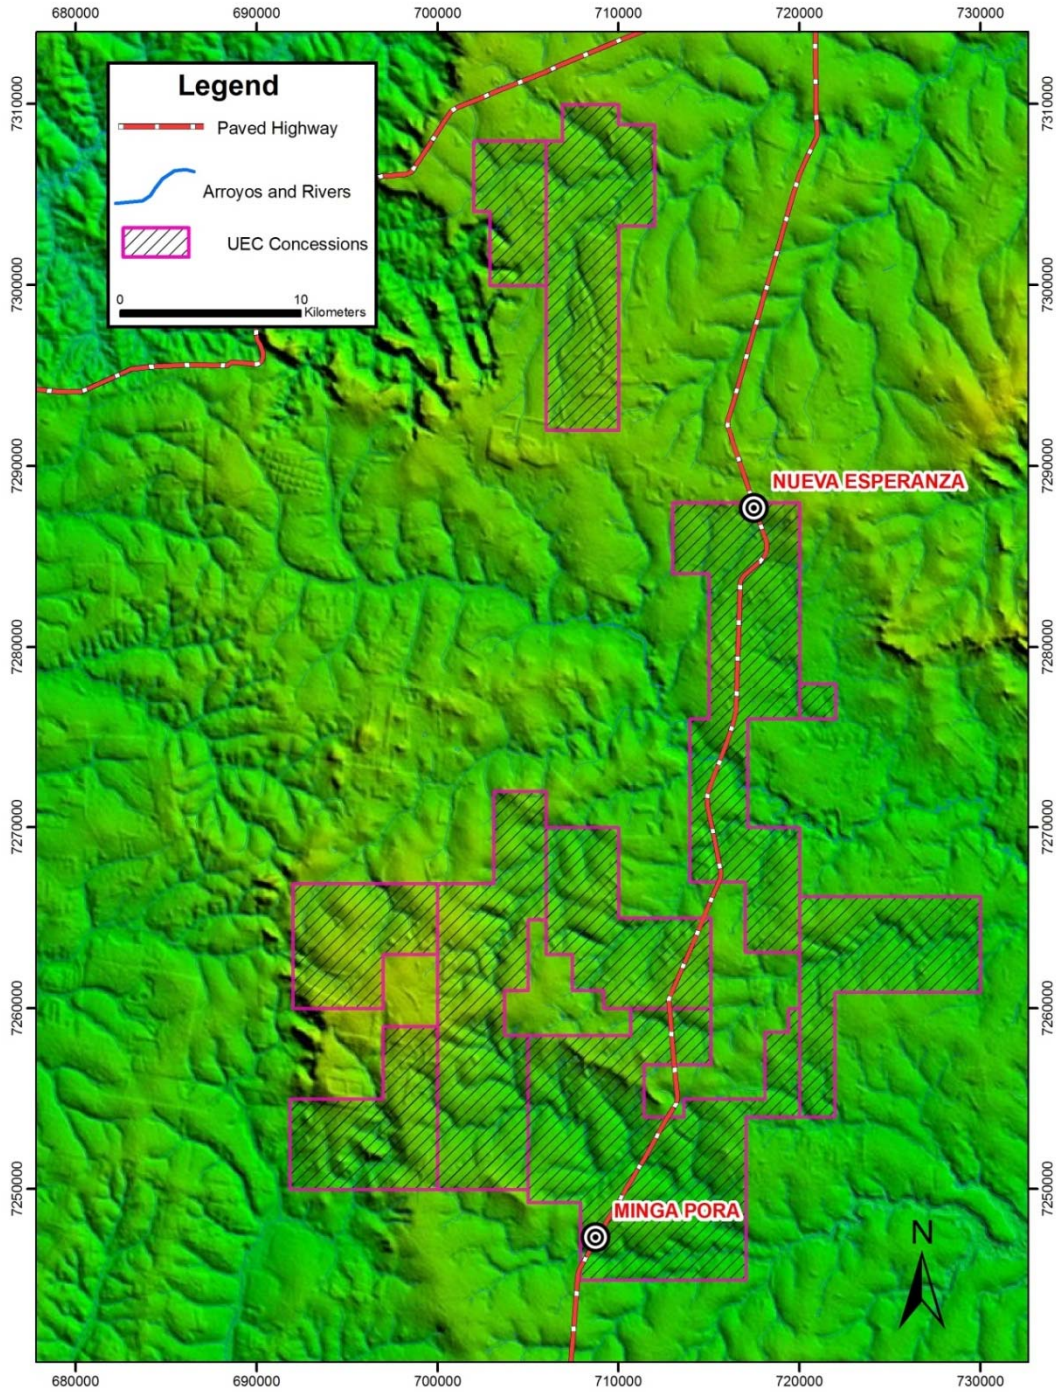 680000 690000 700000 710000 720000 730000
Legend
Paved Highway
Arroyos and Rivers
UEC Concessions
0 10
Kilometers
7310000 7310000
7300000 7300000
7290000 7290000
NUEVA ESPERANZA
7280000 7280000
7270000 7270000
7260000 7260000
7250000 7250000
MINGA PORA
N
680000 690000 700000 710000 720000 730000